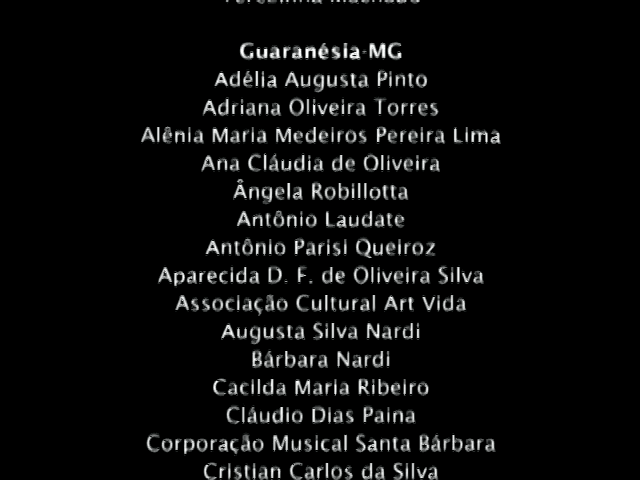 Guaranésia-MG
Adélia Augusta Pinto
Adriana Oliveira Torres
Alênia Maria Medeiros Pereira Lima
Ana Cláudia de Oliveira
Ângela Robillotta
Antônio Laudate
Antônio Parisi Queiroz
Aparecida D. F. de Oliveira Silva
Associação Cultural Art Vida
Augusta Silva Nardi
Bárbara Nardi
Cacilda Maria Ribeiro
Cláudio Dias Paina
Corporação Musical Santa Bárbara
Cristian Carlos da Silva